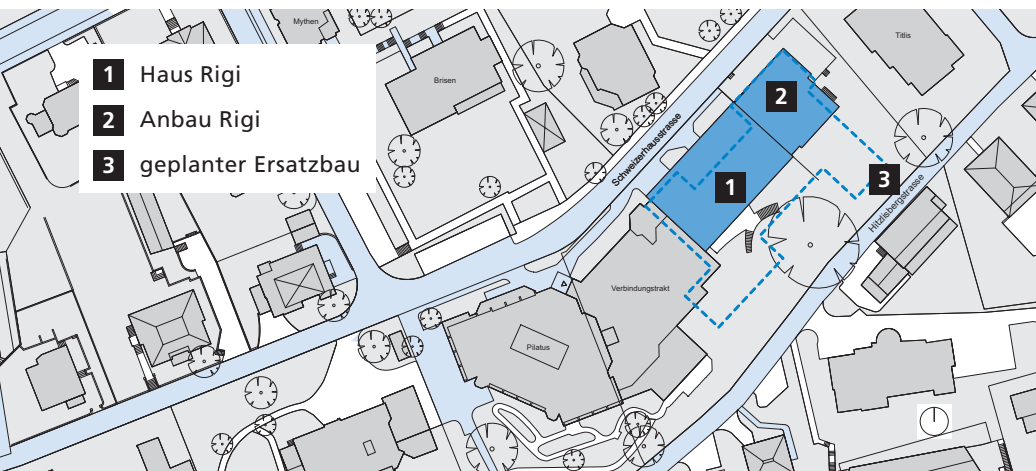 1 Haus Rigi
2 Anbau Rigi
3 geplanter Ersatzbau
Mythen
Brisen
Titlis
Schweizerhausstrasse
2
1
3
Hitzlisbergstrasse
Verbindungstrakt
Pilatus